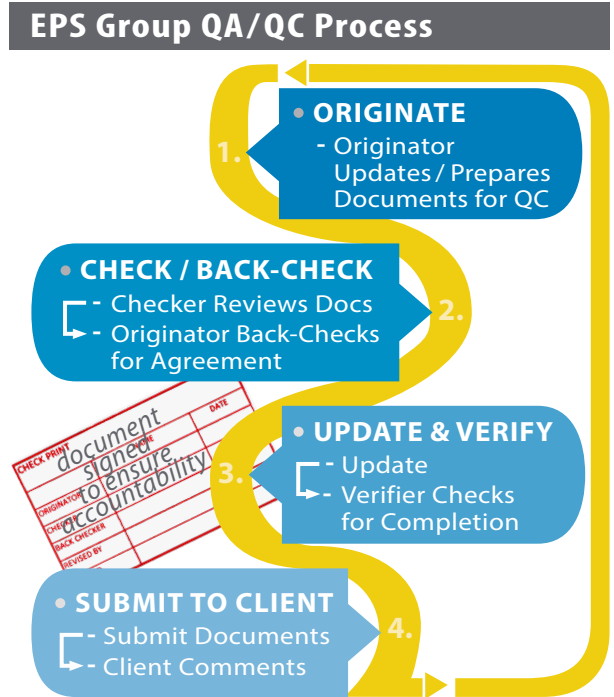 EPS Group QA/QC Process
1.
• ORIGINATE
- Originator
Updates / Prepares
Documents for QC
• CHECK / BACK-CHECK
- Checker Reviews Docs
- Originator Back-Checks
for Agreement
2.
CHECK PRINT
NAME
DATE
ORIGINATOR
CHECKER
BACK CHECKER
REVISED BY
document
signed
to ensure
accountability
3.
• UPDATE & VERIFY
- Update
- Verifier Checks
for Completion
• SUBMIT TO CLIENT
- Submit Documents
- Client Comments
4.